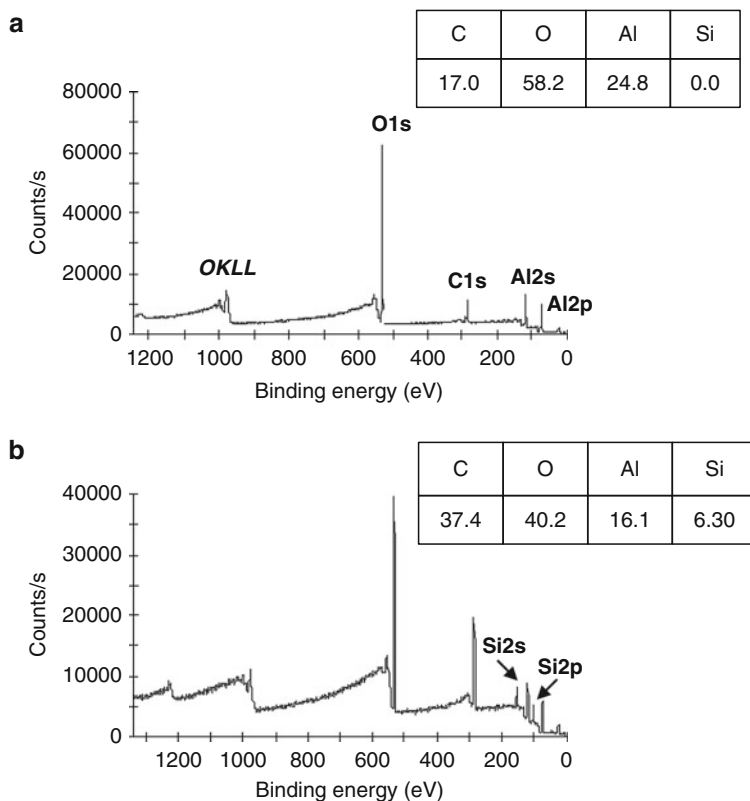 a
C O Al Si
17.0 58.2 24.8 0.0
80000
O1s
60000
Counts/s
40000
OKLL
20000
C1s
Al2s
Al2p
0
1200 1000 800 600 400 200 0
Binding energy (eV)
b
C O Al Si
37.4 40.2 16.1 6.30
40000
30000
Counts/s
20000
Si2s
Si2p
10000
0
1200 1000 800 600 400 200 0
Binding energy (eV)